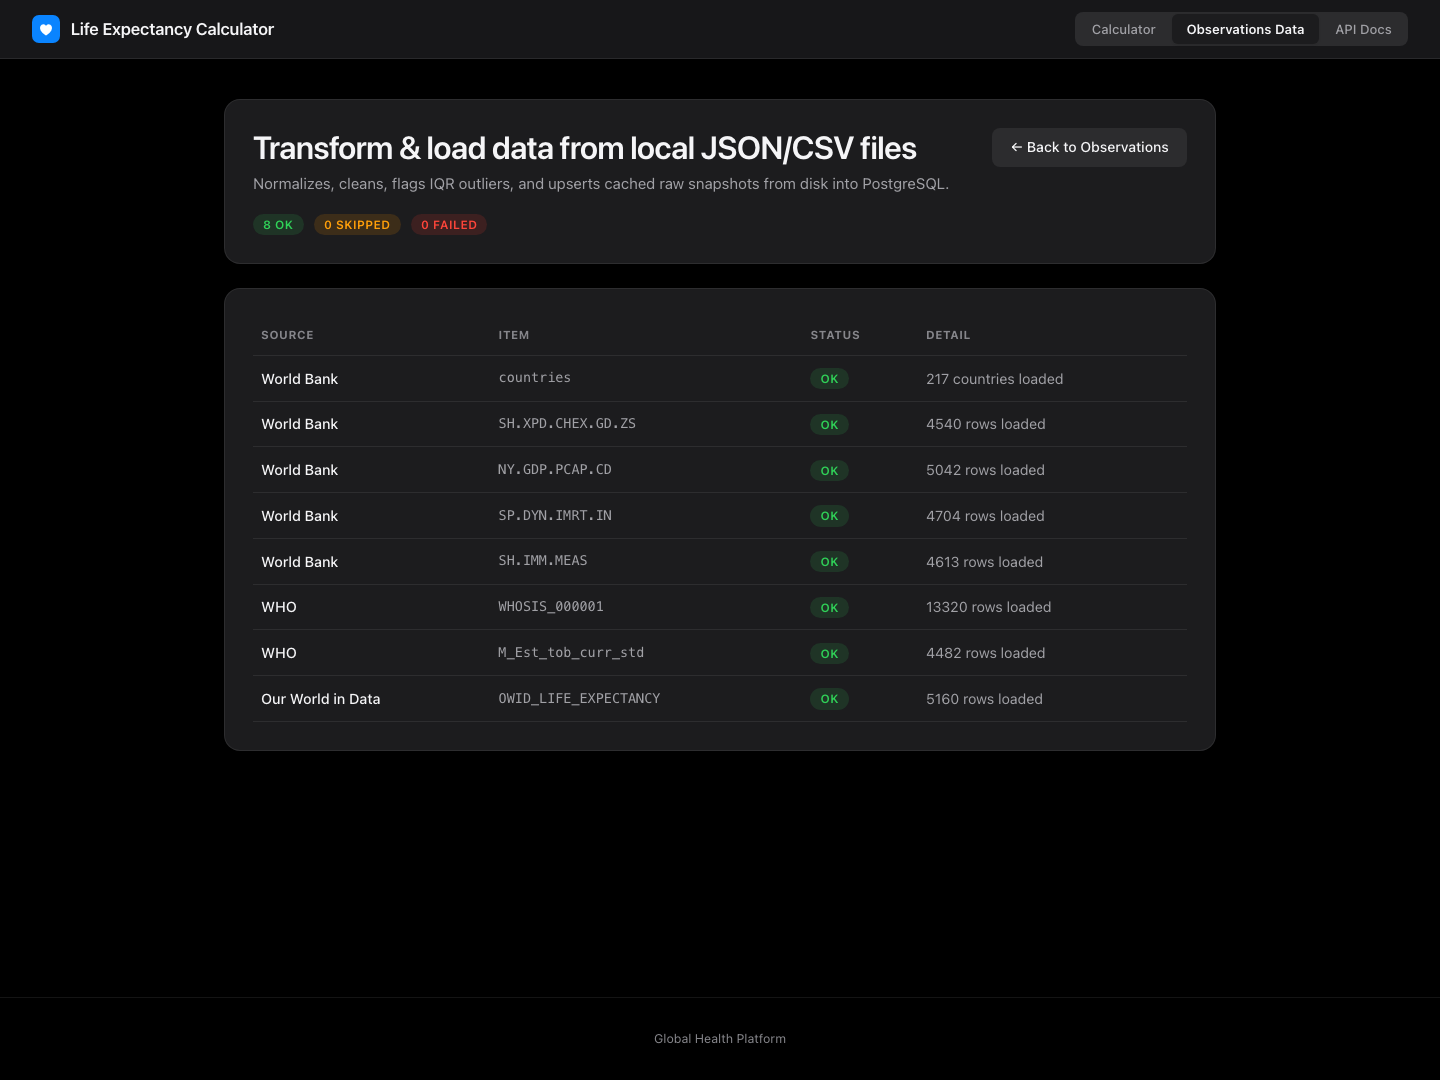 Life Expectancy Calculator
Calculator Observations Data API Docs
Transform & load data from local JSON/CSV files
← Back to Observations
Normalizes, cleans, flags IQR outliers, and upserts cached raw snapshots from disk into PostgreSQL.
8 OK 0 SKIPPED 0 FAILED
SOURCE ITEM STATUS DETAIL
World Bank countries OK 217 countries loaded
World Bank SH.XPD.CHEX.GD.ZS OK 4540 rows loaded
World Bank NY.GDP.PCAP.CD OK 5042 rows loaded
World Bank SP.DYN.IMRT.IN OK 4704 rows loaded
World Bank SH.IMM.MEAS OK 4613 rows loaded
WHO WHOSIS_000001 OK 13320 rows loaded
WHO M_Est_tob_curr_std OK 4482 rows loaded
Our World in Data OWID_LIFE_EXPECTANCY OK 5160 rows loaded
Global Health Platform